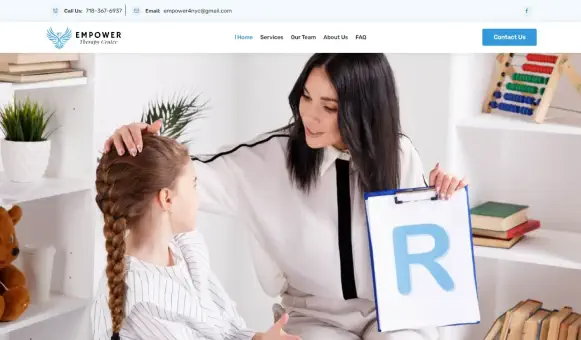 Call Us: 718-367-6937 Email: empower4nyc@gmail.com
EMPOWER
Therapy Center
Home Services Our Team About Us FAQ Contact Us
R